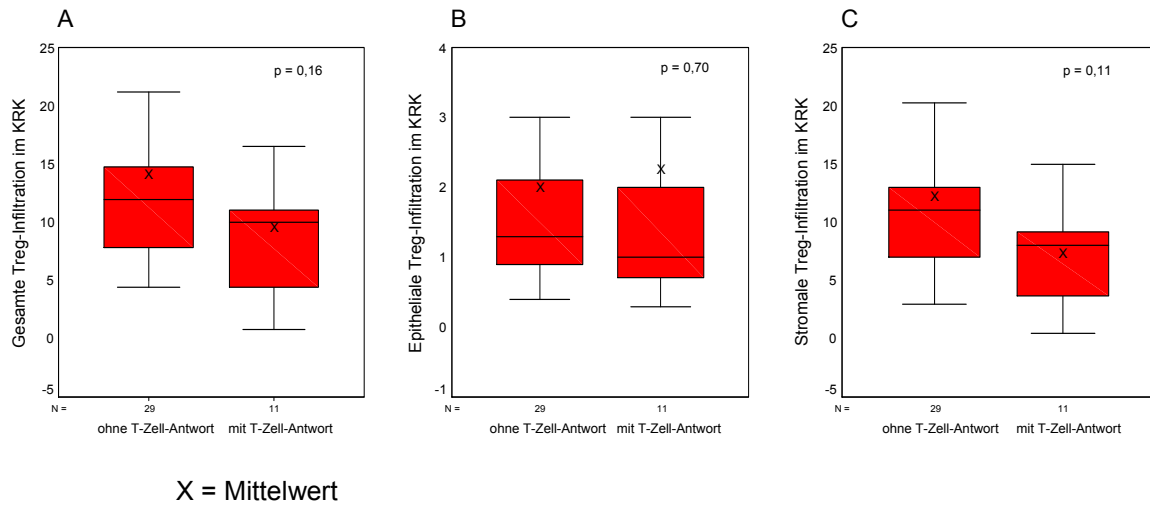 A
Gesamte Treg-Infiltration im KRK
25
20
15
10
5
0
-5
p = 0,16
X
X
N =
29
11
ohne T-Zell-Antwort
mit T-Zell-Antwort
B
Epitheliale Treg-Infiltration im KRK
4
3
2
1
0
-1
p = 0,70
X
X
N =
29
11
ohne T-Zell-Antwort
mit T-Zell-Antwort
C
Stromale Treg-Infiltration im KRK
25
20
15
10
5
0
-5
p = 0,11
X
X
N =
29
11
ohne T-Zell-Antwort
mit T-Zell-Antwort
X = Mittelwert